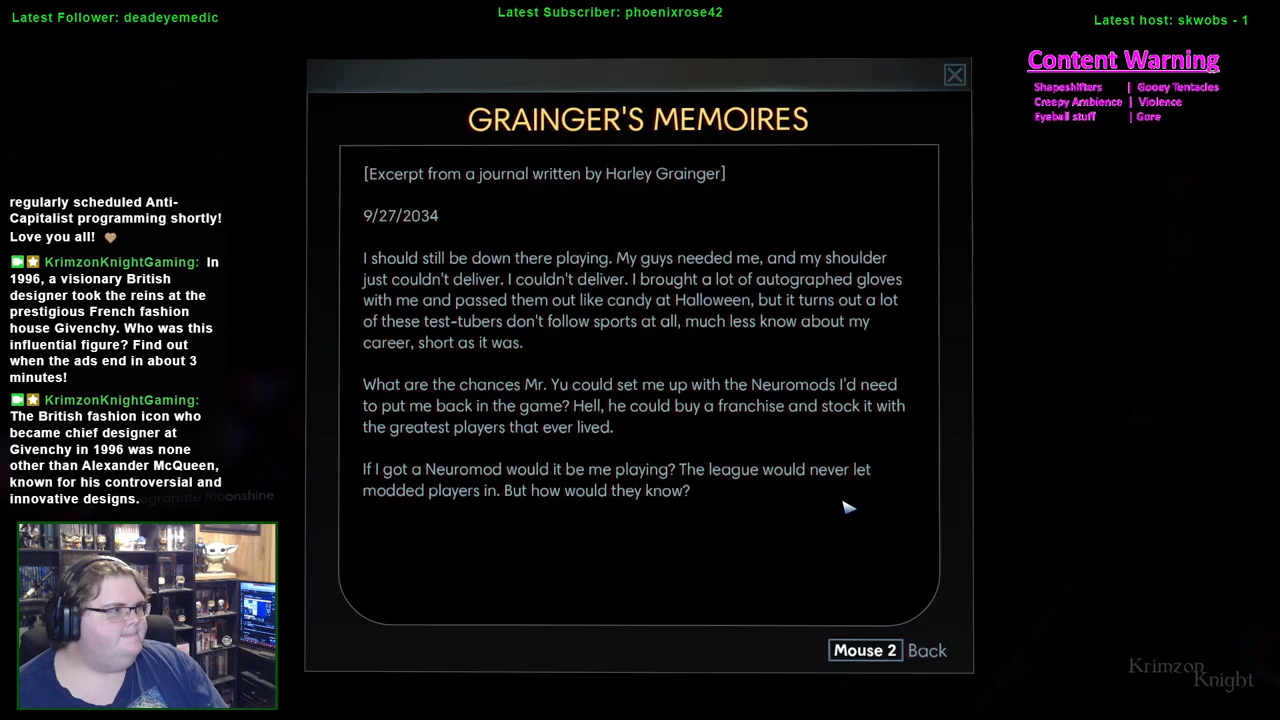 Latest Follower: deadeyemedic
Latest Subscriber: phoenixrose42
Latest host: skwobs - 1
Content Warning
Shapeshifters | Gooey Tentacles
Creepy Ambience | Violence
Eyeball stuff | Gore
GRAINGER'S MEMOIRES
[Excerpt from a journal written by Harley Grainger]
9/27/2034
I should still be down there playing. My guys needed me, and my shoulder
just couldn't deliver. I couldn't deliver. I brought a lot of autographed gloves
with me and passed them out like candy at Halloween, but it turns out a lot
of these test-tubers don't follow sports at all, much less know about my
career, short as it was.
What are the chances Mr. Yu could set me up with the Neuromods I'd need
to put me back in the game? Hell, he could buy a franchise and stock it with
the greatest players that ever lived.
If I got a Neuromod would it be me playing? The league would never let
modded players in. But how would they know?
Mouse 2 Back
regularly scheduled Anti-
Capitalist programming shortly!
Love you all!
KrimzonKnightGaming: In
1996, a visionary British
designer took the reins at the
prestigious French fashion
house Givenchy. Who was this
influential figure? Find out
when the ads end in about 3
minutes!
KrimzonKnightGaming:
The British fashion icon who
became chief designer at
Givenchy in 1996 was none
other than Alexander McQueen,
known for his controversial and
innovative designs.
Moonshine
Krimzon
Knight